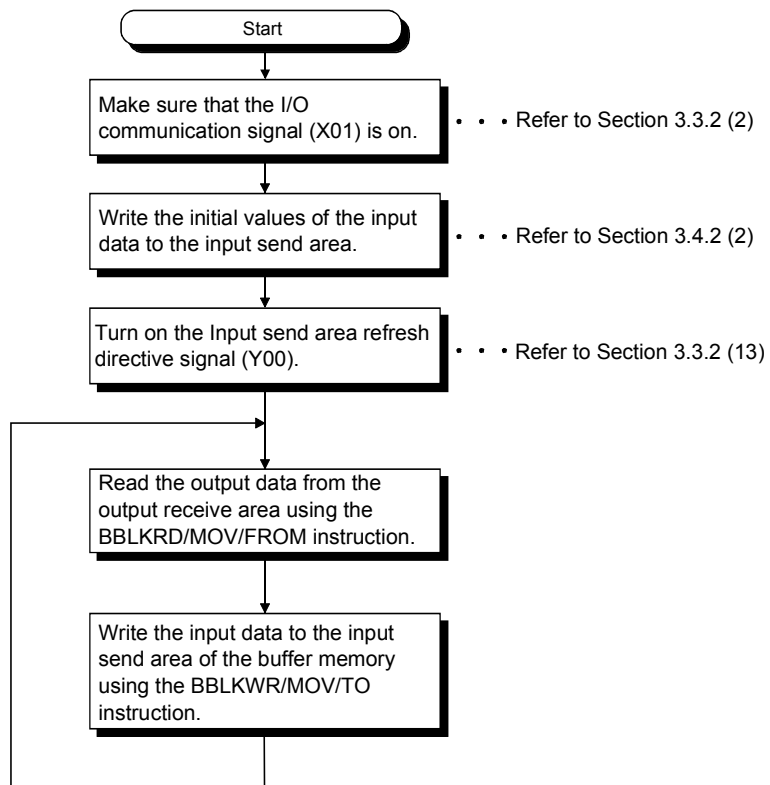 Start
Make sure that the I/O
communication signal (X01) is on.
• • • Refer to Section 3.3.2 (2)
Write the initial values of the input
data to the input send area.
• • • Refer to Section 3.4.2 (2)
Turn on the Input send area refresh
directive signal (Y00).
• • • Refer to Section 3.3.2 (13)
Read the output data from the
output receive area using the
BBLKRD/MOV/FROM instruction.
Write the input data to the input
send area of the buffer memory
using the BBLKWR/MOV/TO
instruction.